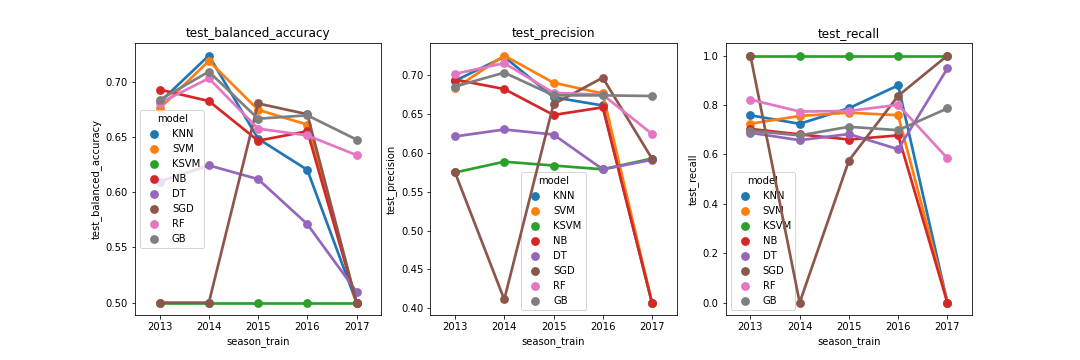 test_balanced_accuracy
test_balanced_accuracy
0.70
0.65
0.60
0.55
0.50
model
KNN
SVM
KSVM
NB
DT
SGD
RF
GB
2013
2014
2015
2016
2017
season_train
test_precision
test_precision
0.70
0.65
0.60
0.55
0.50
0.45
0.40
model
KNN
SVM
KSVM
NB
DT
SGD
RF
GB
2013
2014
2015
2016
2017
season_train
test_recall
test_recall
1.0
0.8
0.6
0.4
0.2
0.0
model
KNN
SVM
KSVM
NB
DT
SGD
RF
GB
2013
2014
2015
2016
2017
season_train